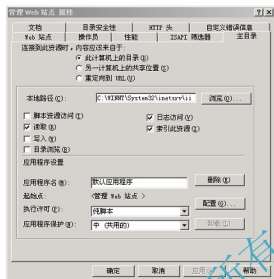 管理 Web 站点 属性
文档 目录安全性 HTTP 头 自定义错误信息
Web 站点 操作员 性能 ISAPI 筛选器 主目录
连接到此资源时,内容应该来自于:
此计算机上的目录(D)
另一计算机上的共享位置(S)
重定向到 URL(U)
本地路径(C): C:\WINNT\System32\inetsrv\ii 浏览(O)...
脚本资源访问(T) 日志访问(V)
读取(R) 索引此资源(I)
写入(W)
目录浏览(B)
应用程序设置
应用程序名(M): 默认应用程序 删除(E)
起始点: <管理 Web 站点 >
执行许可(P): 纯脚本 配置(G)...
应用程序保护(N): 中 (共用的) 卸载(L)
确定 取消 应用(A) 帮助
所有